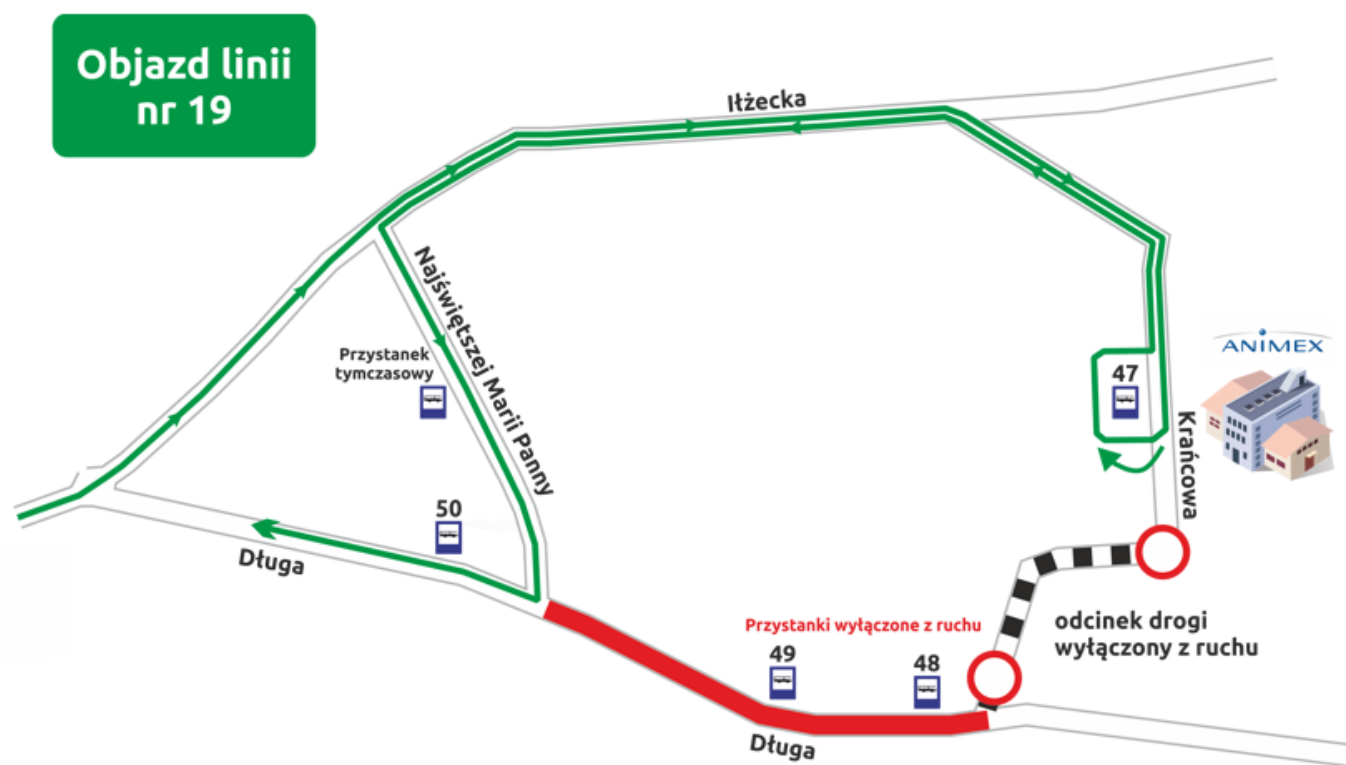 Objazd linii
nr 19
Iłżecka
Najświętszej Marii Panny
Przystanek
tymczasowy
47
ANIMEX
Krańcowa
50
Długa
Przystanki wyłączone z ruchu
odcinek drogi
wyłączony z ruchu
49
48
Długa